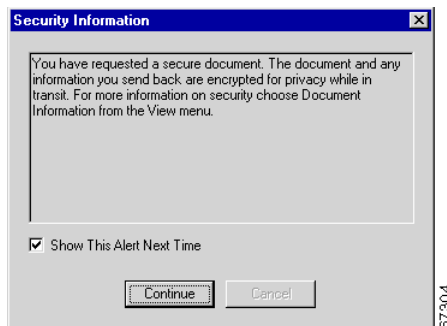 Security Information
You have requested a secure document. The document and any
information you send back are encrypted for privacy while in
transit. For more information on security choose Document
Information from the View menu.
Show This Alert Next Time
Continue
Cancel
67304